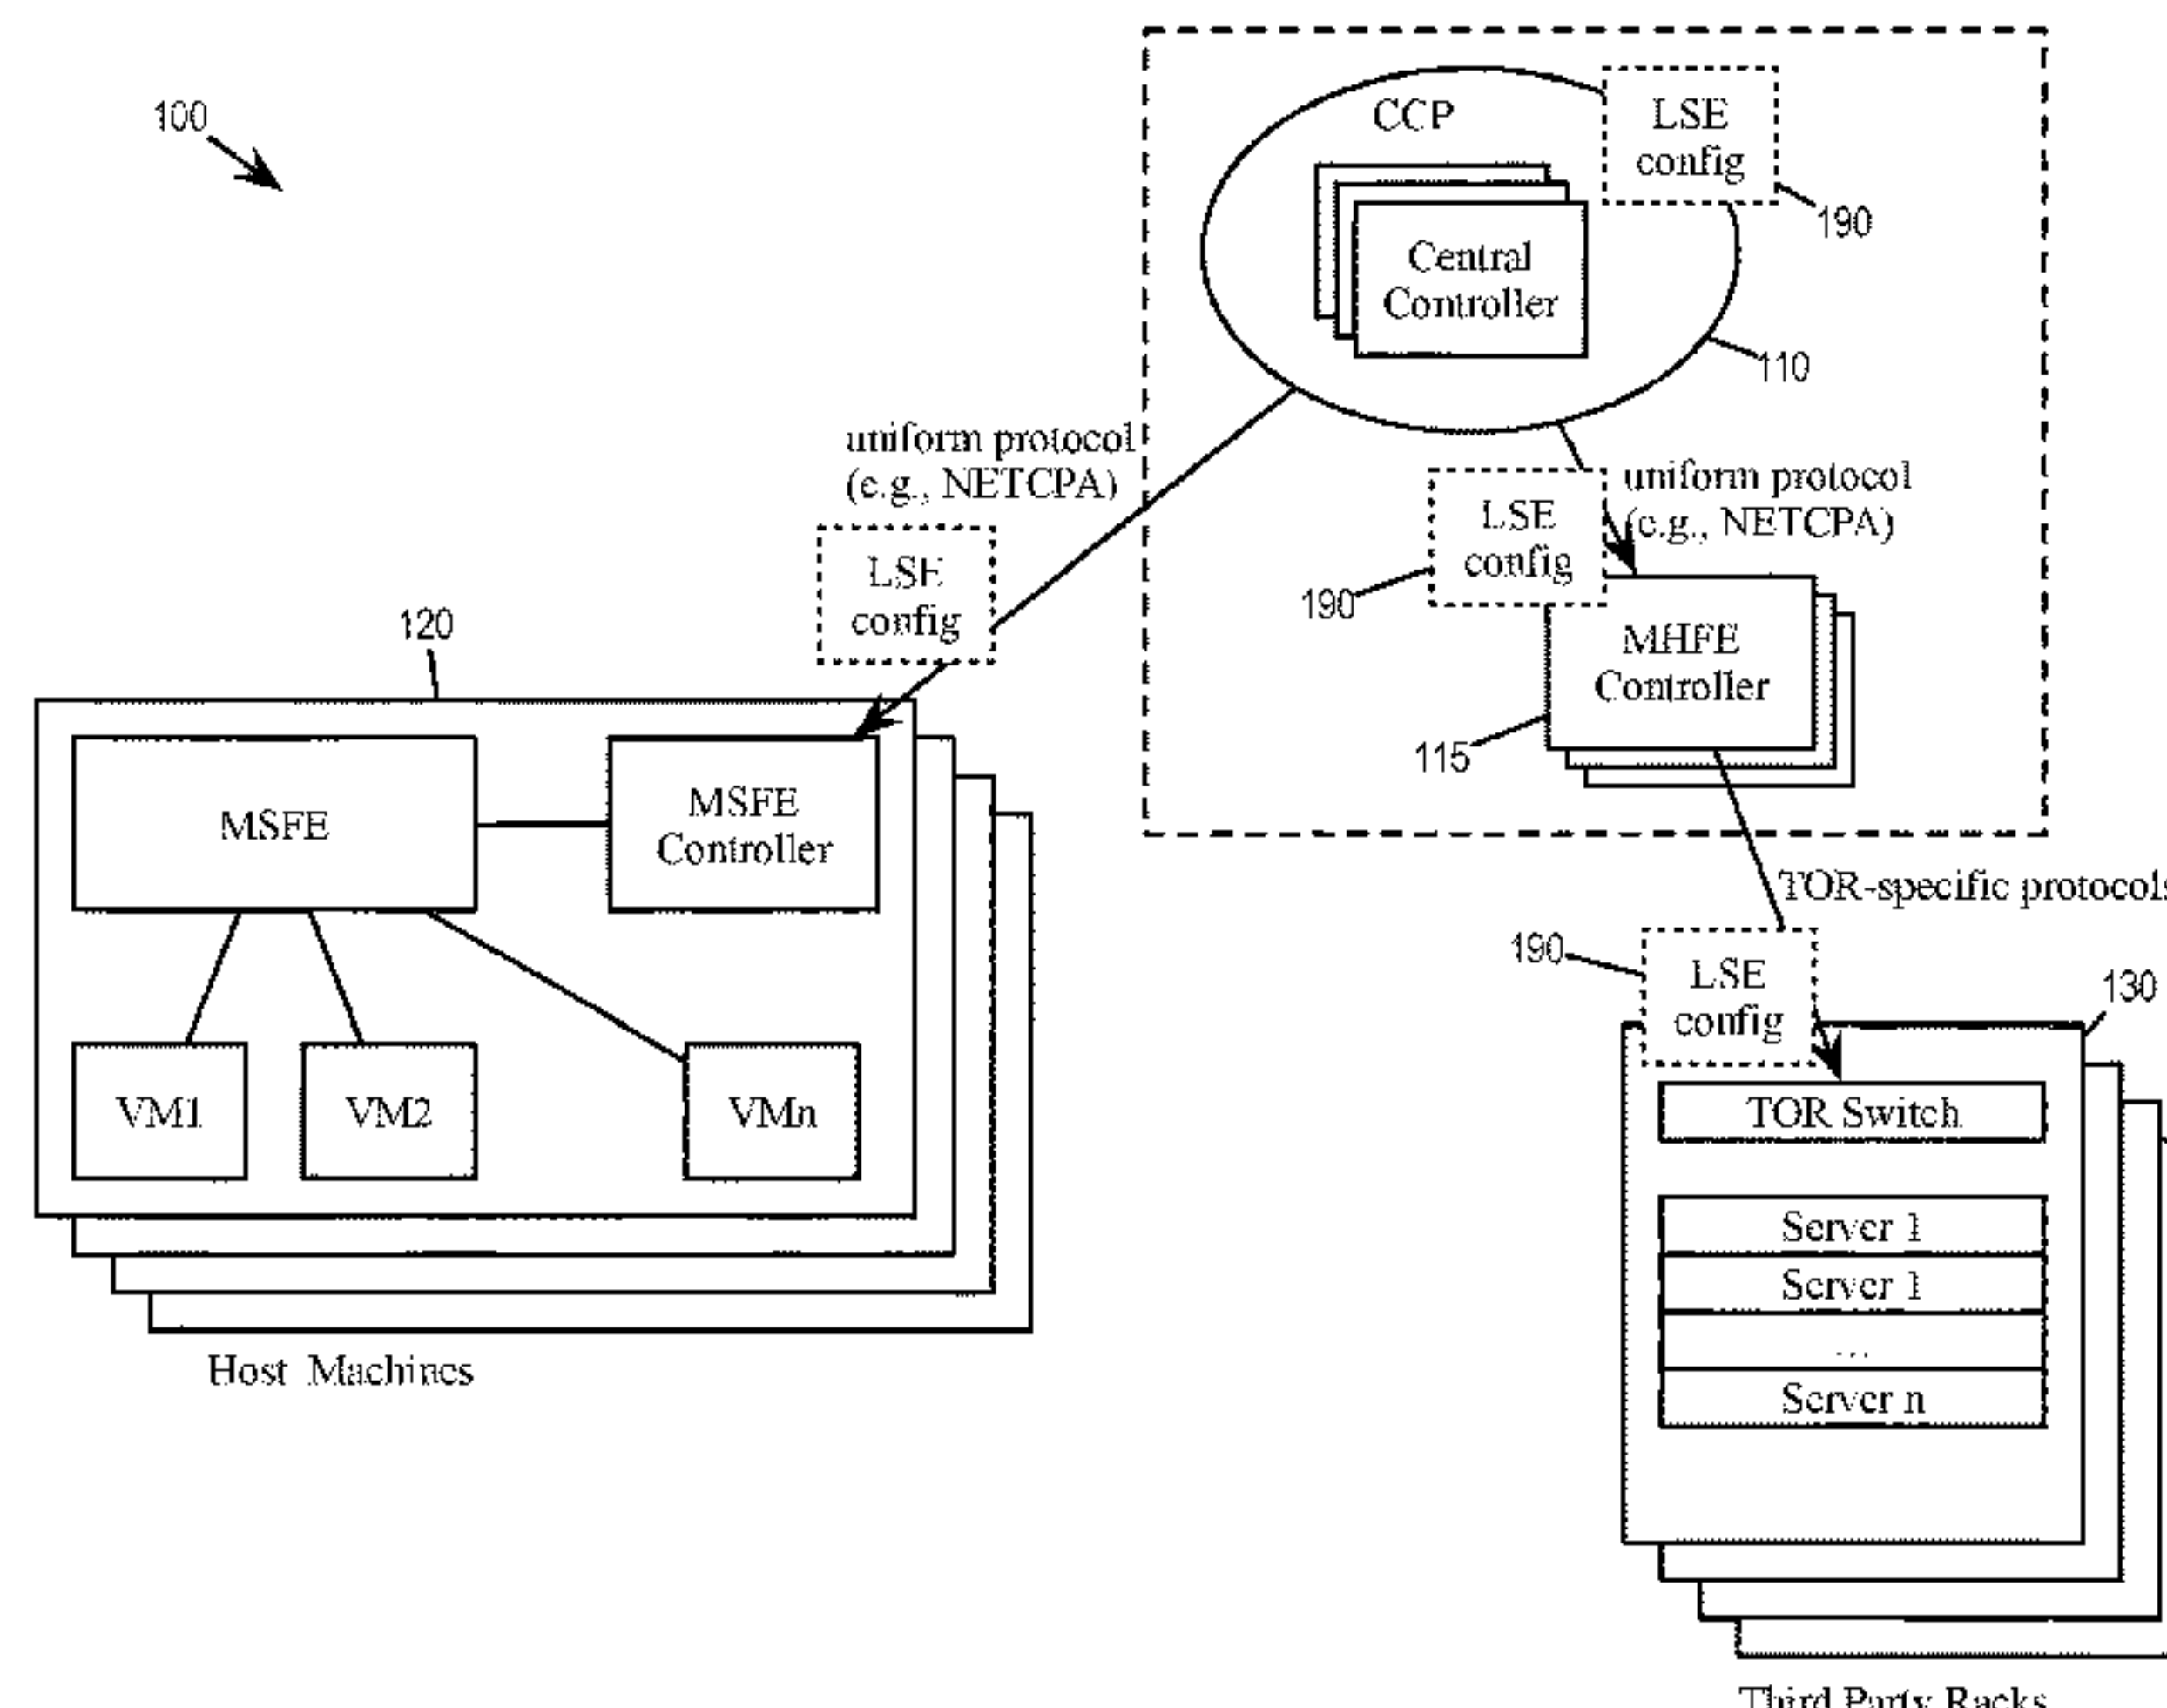 100
CCP
LSE
config
190
Central
Controller
110
uniform protocol
(e.g., NETCPA)
LSE
config
uniform protocol
(e.g., NETCPA)
LSE
config
190
120
MHFE
Controller
115
MSFE
MSFE
Controller
TOR-specific protocols
190
LSE
config
130
VM1
VM2
VMn
TOR Switch
Server 1
Server 1
...
Server n
Host Machines
Third Party Racks